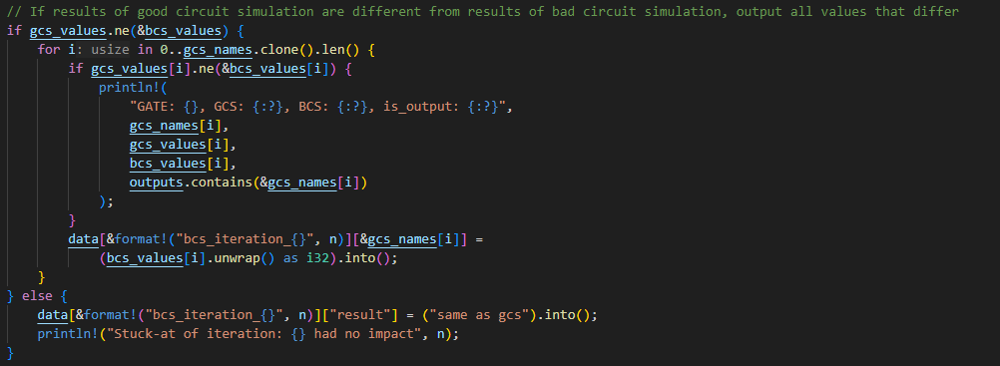 // If results of good circuit simulation are different from results of bad circuit simulation, output all values that differ
if gcs_values.ne(&bcs_values) {
    for i: usize in 0..gcs_names.clone().len() {
        if gcs_values[i].ne(&bcs_values[i]) {
            println!(
                "GATE: {}, GCS: {:?}, BCS: {:?}, is_output: {:?}",
                gcs_names[i],
                gcs_values[i],
                bcs_values[i],
                outputs.contains(&gcs_names[i])
            );
        }
        data[&format!("bcs_iteration_{}", n)][&gcs_names[i]] =
            (bcs_values[i].unwrap() as i32).into();
    }
} else {
    data[&format!("bcs_iteration_{}", n)]["result"] = ("same as gcs").into();
    println!("Stuck-at of iteration: {} had no impact", n);
}